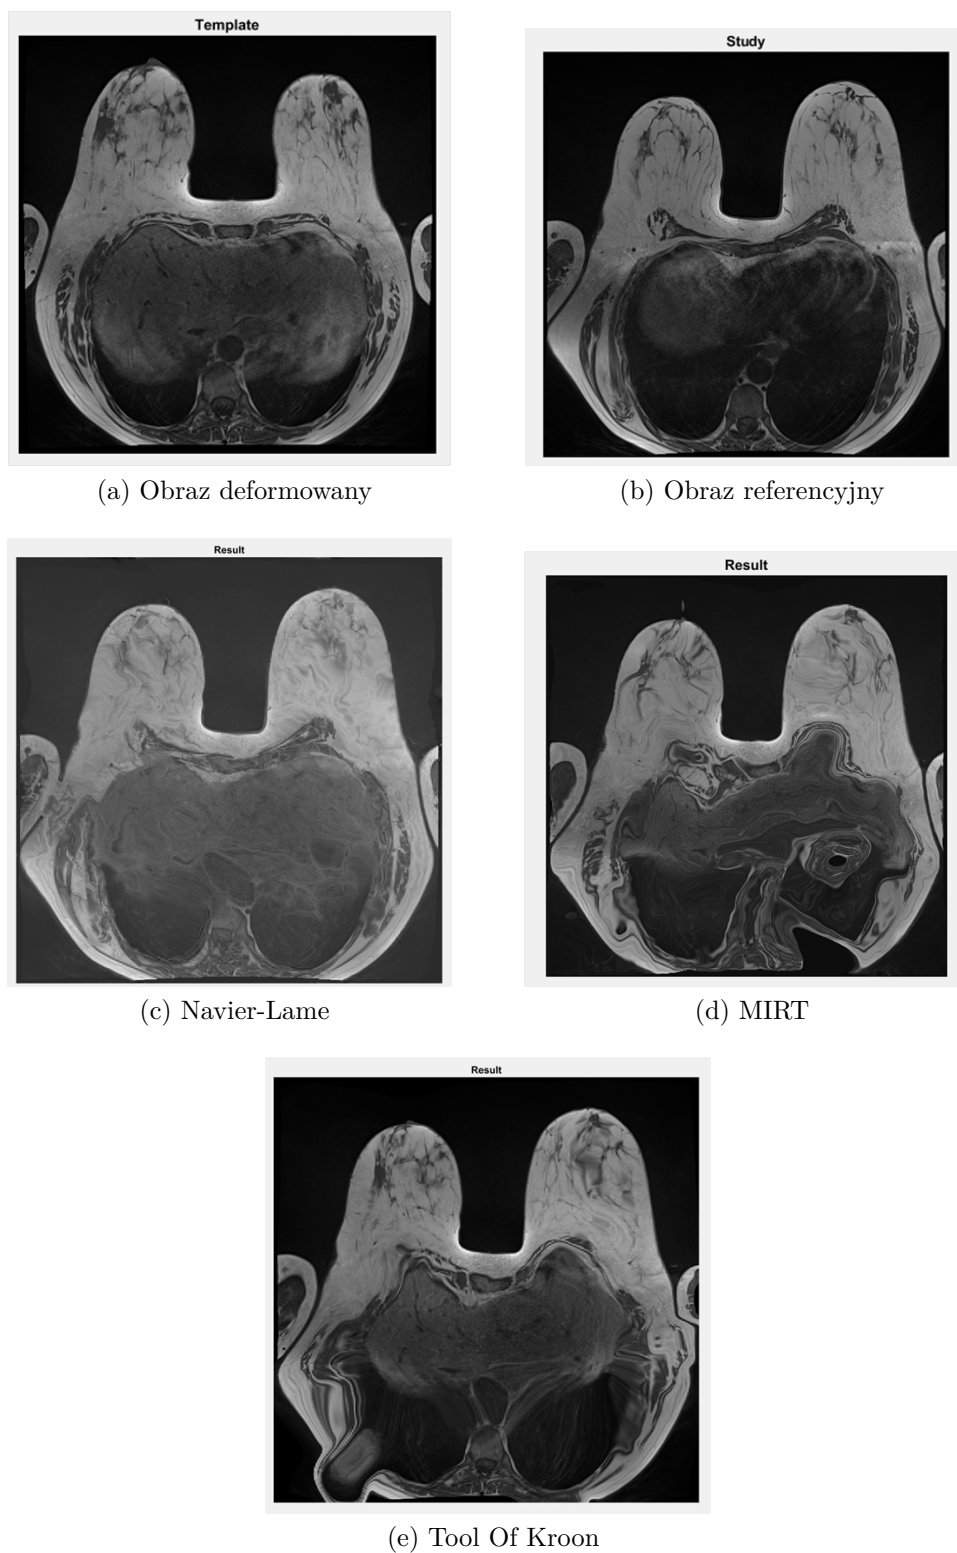 Template
Study
(a) Obraz deformowany
(b) Obraz referencyjny
Result
Result
(c) Navier-Lame
(d) MIRT
Result
(e) Tool Of Kroon